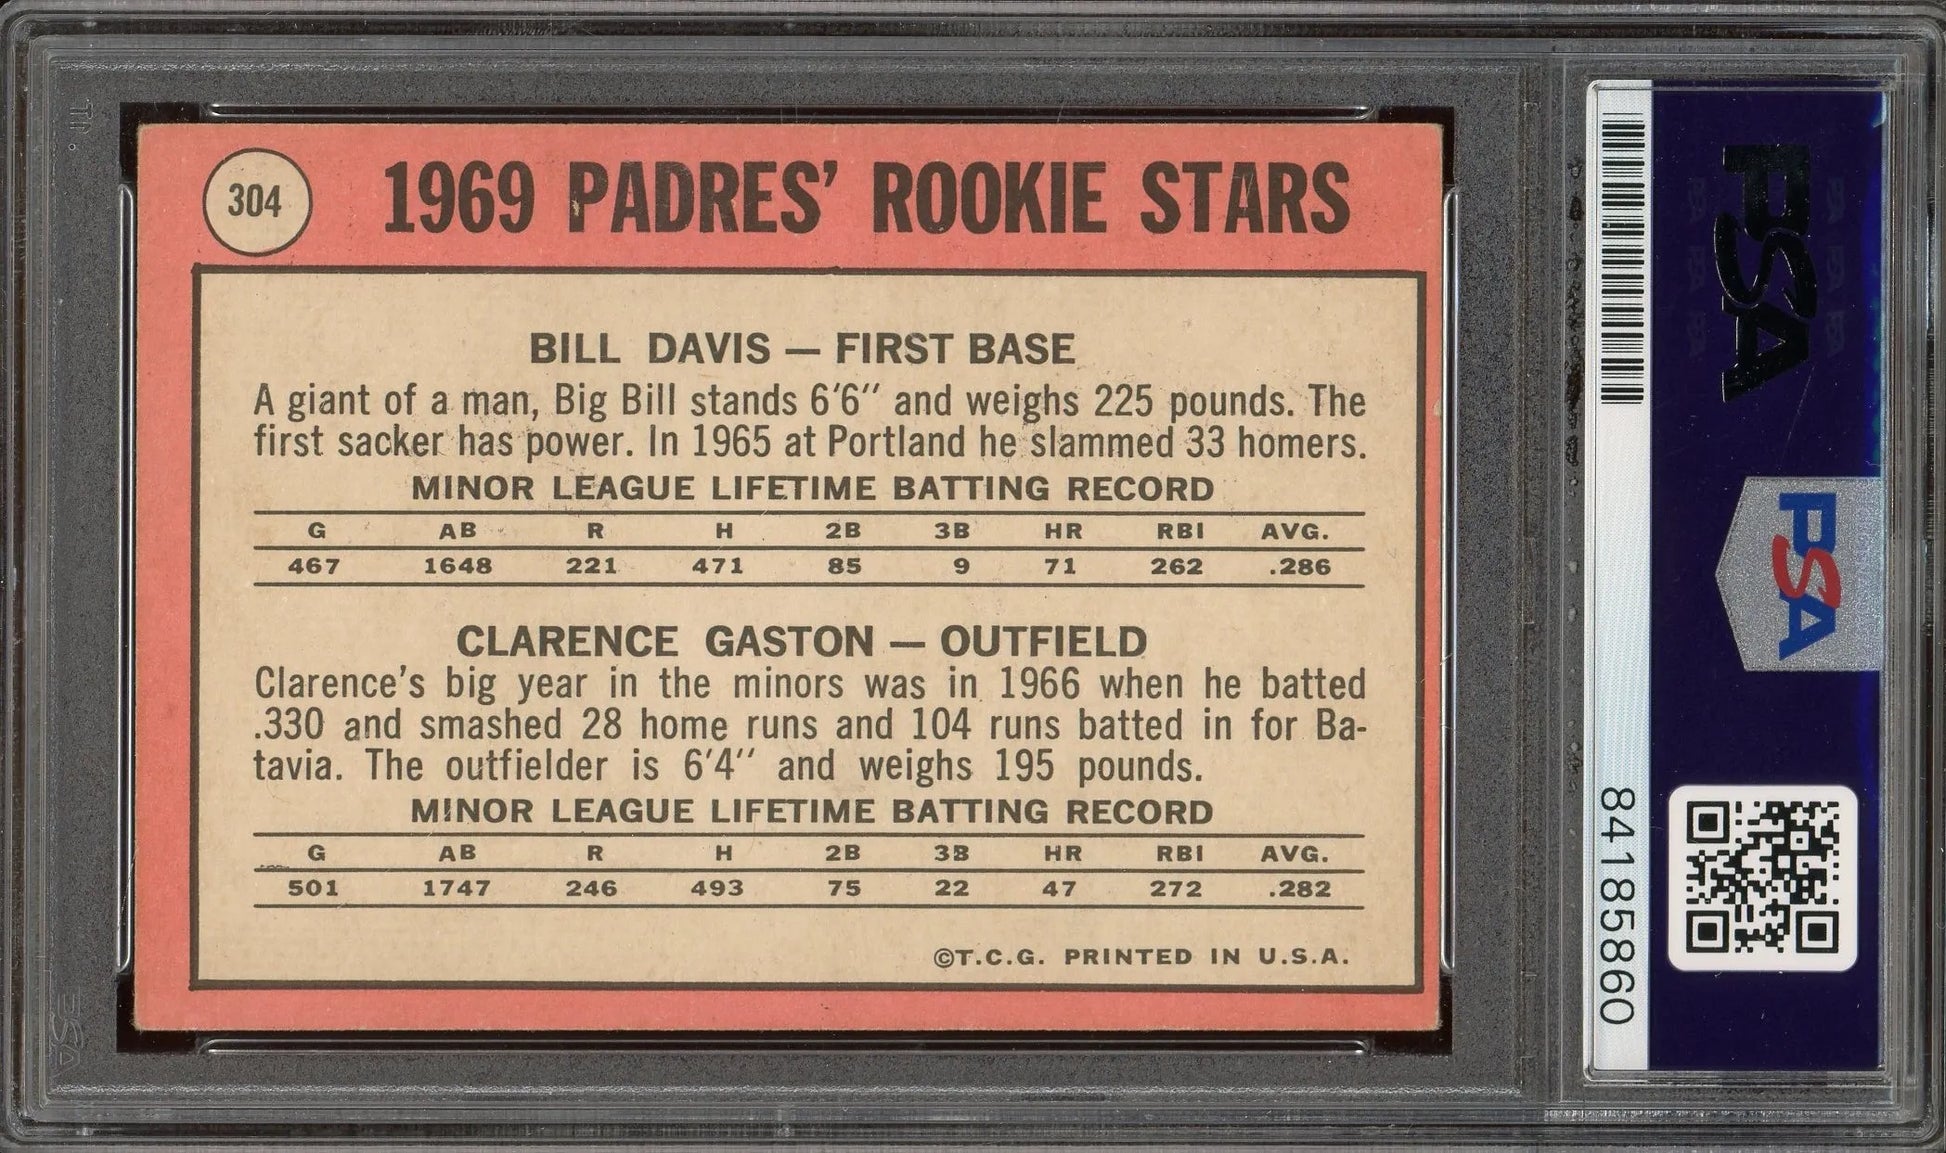 304
1969 PADRES' ROOKIE STARS
BILL DAVIS — FIRST BASE
A giant of a man, Big Bill stands 6'6'' and weighs 225 pounds. The
first sacker has power. In 1965 at Portland he slammed 33 homers.
MINOR LEAGUE LIFETIME BATTING RECORD
G AB R H 2B 3B HR RBI AVG.
467 1648 221 471 85 9 71 262 .286
CLARENCE GASTON — OUTFIELD
Clarence's big year in the minors was in 1966 when he batted
.330 and smashed 28 home runs and 104 runs batted in for Ba-
tavia. The outfielder is 6'4'' and weighs 195 pounds.
MINOR LEAGUE LIFETIME BATTING RECORD
G AB R H 2B 3B HR RBI AVG.
501 1747 246 493 75 22 47 272 .282
©T.C.G. PRINTED IN U.S.A.
PSA
PSA
84185860